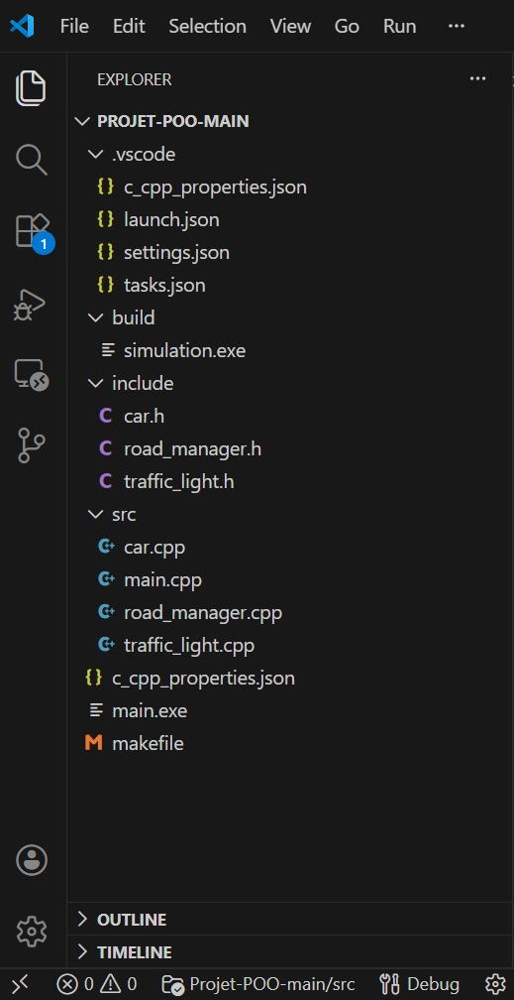 File Edit Selection View Go Run ···
EXPLORER ···
PROJET-POO-MAIN
.vscode
{} c_cpp_properties.json
{} launch.json
{} settings.json
{} tasks.json
build
simulation.exe
include
C car.h
C road_manager.h
C traffic_light.h
src
C++ car.cpp
C++ main.cpp
C++ road_manager.cpp
C++ traffic_light.cpp
{} c_cpp_properties.json
main.exe
M makefile
1
OUTLINE
TIMELINE
0 0 Projet-POO-main/src Debug